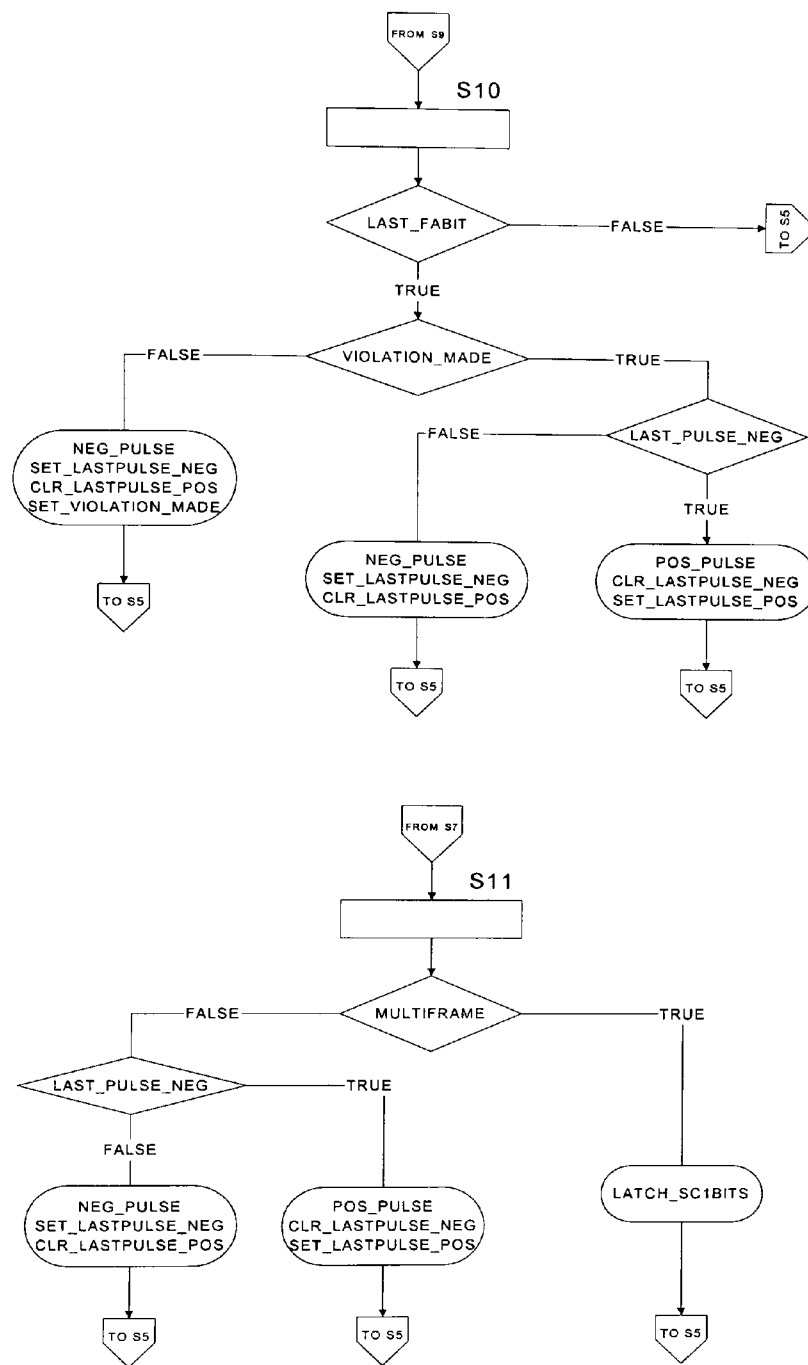 FROM S9
S10
LAST_FABIT
FALSE
TO S5
TRUE
VIOLATION_MADE
FALSE
TRUE
LAST_PULSE_NEG
FALSE
TRUE
NEG_PULSE
SET_LASTPULSE_NEG
CLR_LASTPULSE_POS
SET_VIOLATION_MADE
NEG_PULSE
SET_LASTPULSE_NEG
CLR_LASTPULSE_POS
POS_PULSE
CLR_LASTPULSE_NEG
SET_LASTPULSE_POS
TO S5
TO S5
TO S5
FROM S7
S11
MULTIFRAME
FALSE
TRUE
LAST_PULSE_NEG
TRUE
FALSE
NEG_PULSE
SET_LASTPULSE_NEG
CLR_LASTPULSE_POS
POS_PULSE
CLR_LASTPULSE_NEG
SET_LASTPULSE_POS
LATCH_SC1BITS
TO S5
TO S5
TO S5